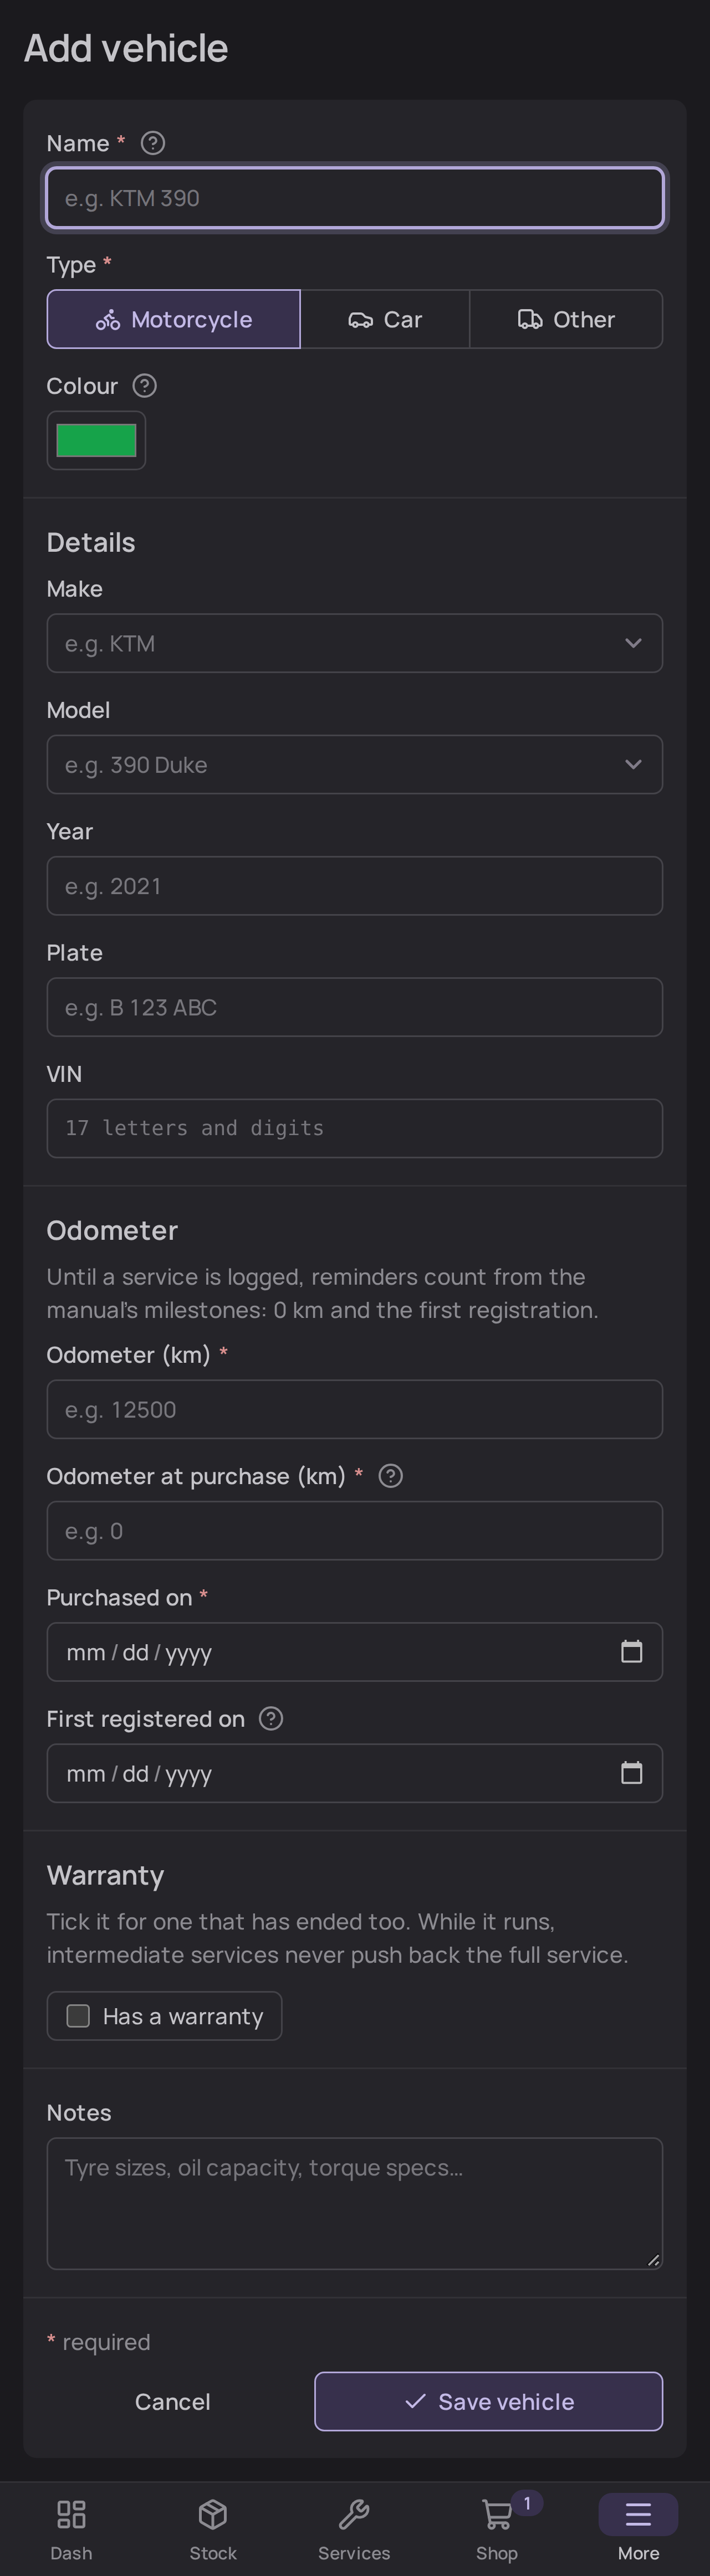 Add vehicle
Name *
e.g. KTM 390
Type *
Motorcycle
Car
Other
Colour
Details
Make
e.g. KTM
Model
e.g. 390 Duke
Year
e.g. 2021
Plate
e.g. B 123 ABC
VIN
17 letters and digits
Odometer
Until a service is logged, reminders count from the
manual's milestones: 0 km and the first registration.
Odometer (km) *
e.g. 12500
Odometer at purchase (km) *
e.g. 0
Purchased on *
mm/dd/yyyy
First registered on
mm/dd/yyyy
Warranty
Tick it for one that has ended too. While it runs,
intermediate services never push back the full service.
Has a warranty
Notes
Tyre sizes, oil capacity, torque specs…
* required
Cancel
Save vehicle
1
Dash
Stock
Services
Shop
More